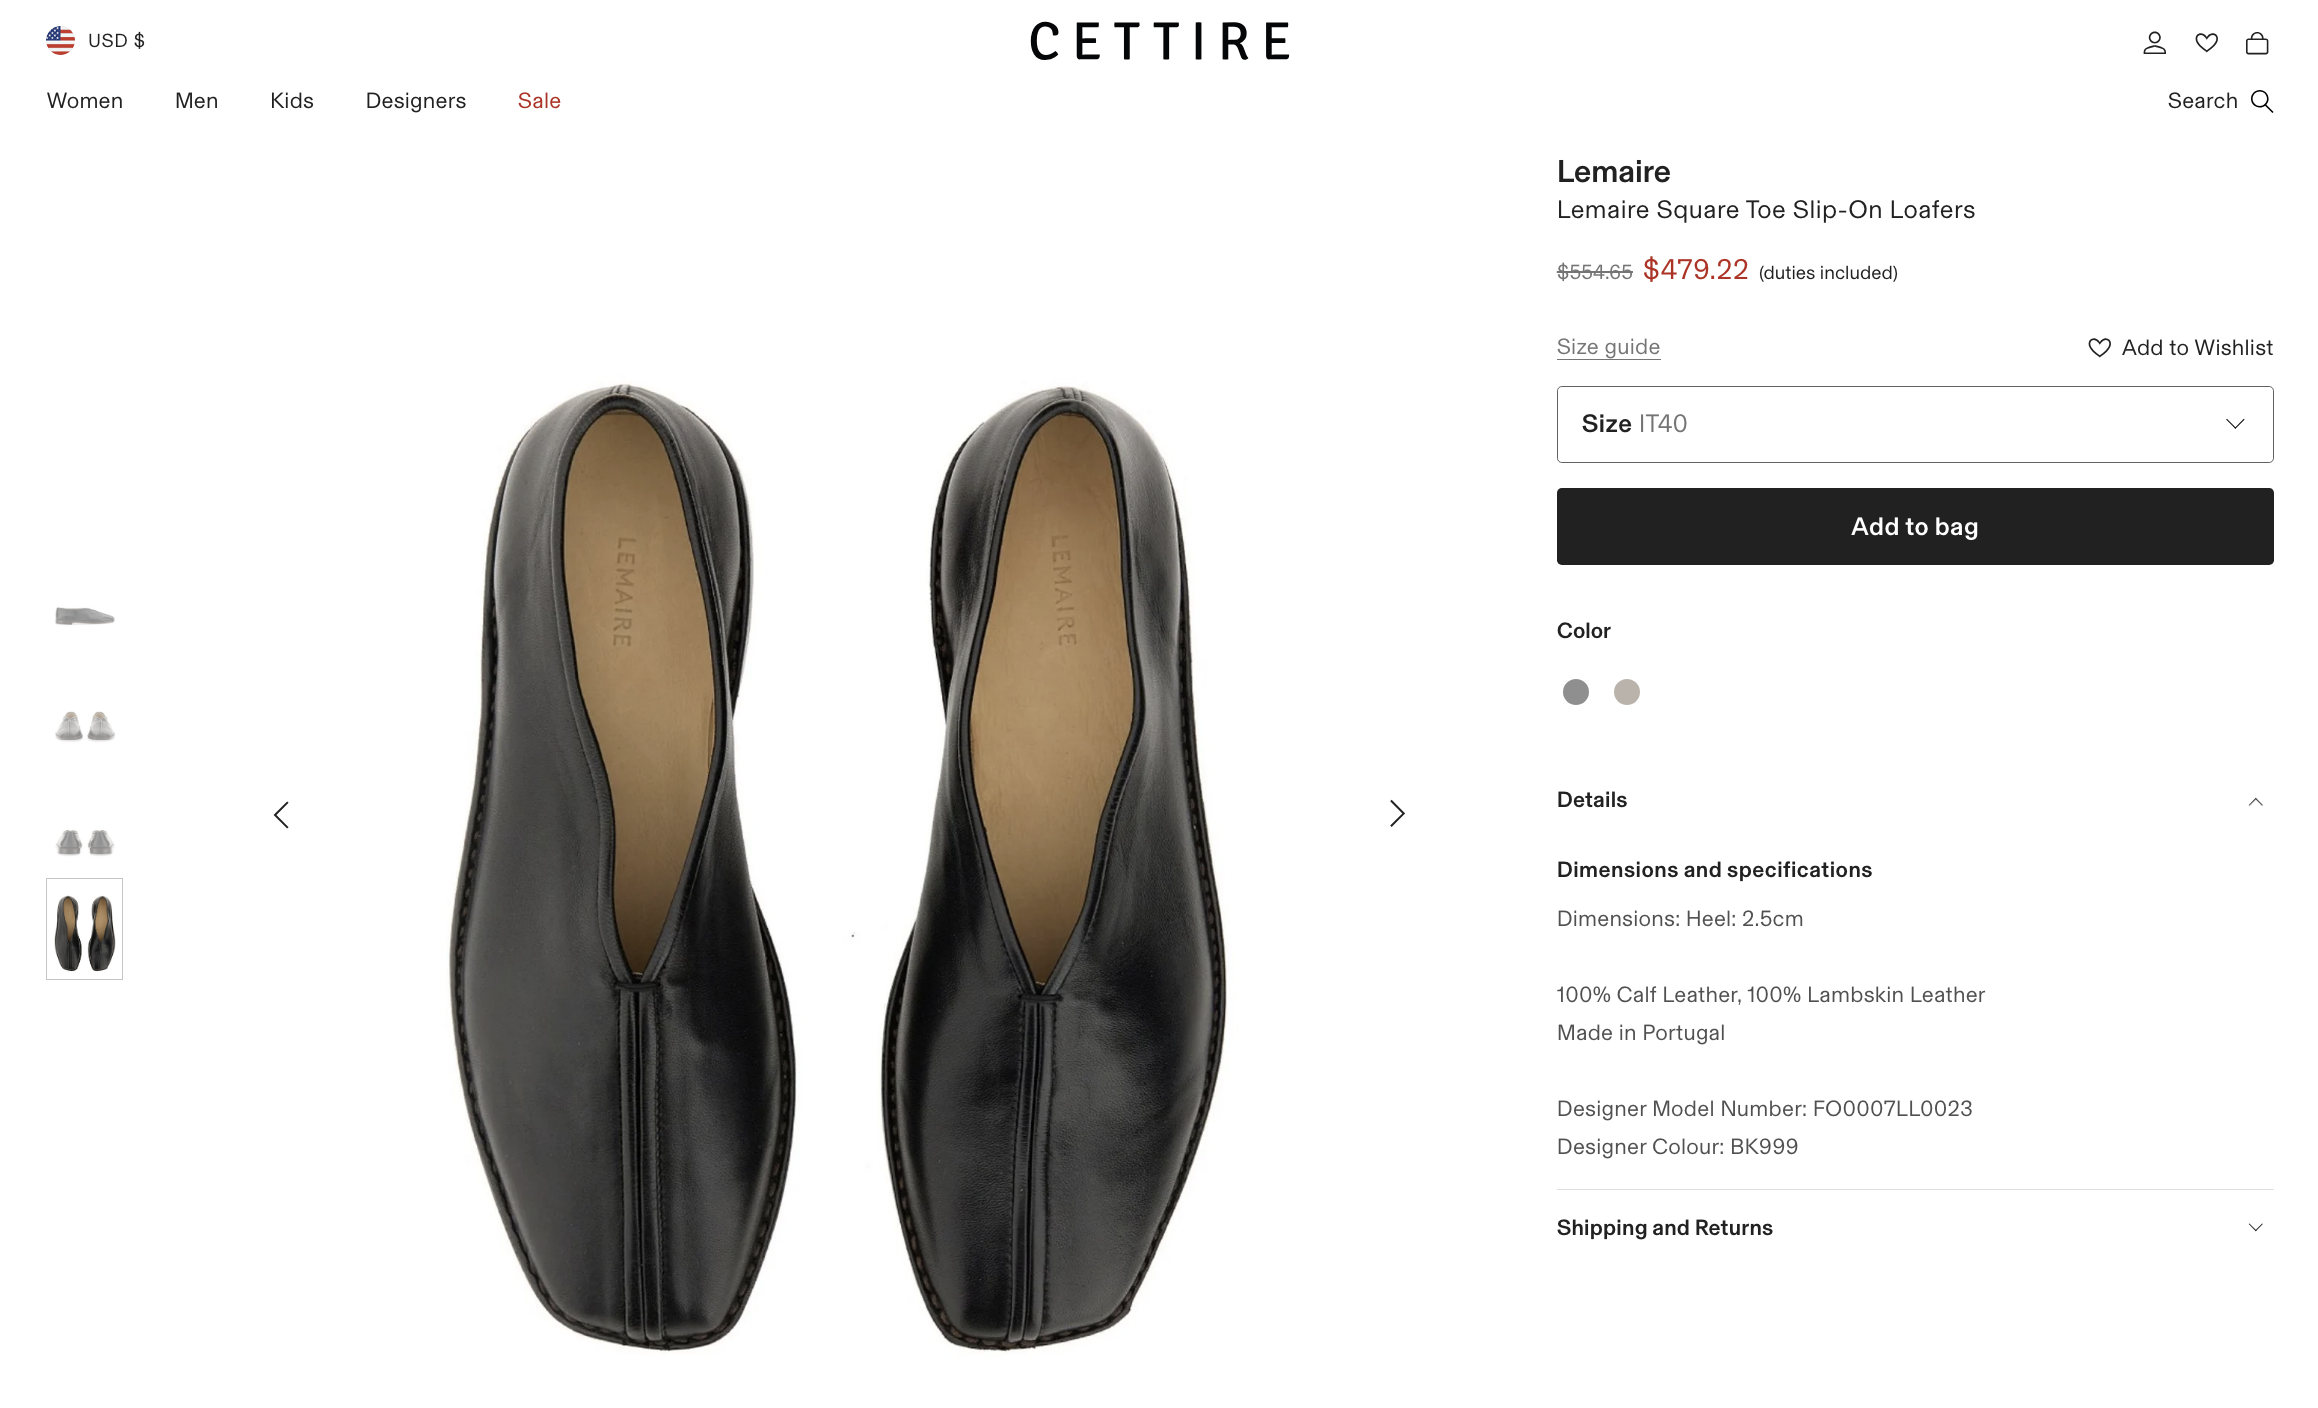 USD $
CETTIRE
Women Men Kids Designers Sale
Search
Lemaire
Lemaire Square Toe Slip-On Loafers
$554.65 $479.22 (duties included)
Size guide
Add to Wishlist
Size IT40
Add to bag
LEMAIRE
LEMAIRE
Color
Details
Dimensions and specifications
Dimensions: Heel: 2.5cm
100% Calf Leather, 100% Lambskin Leather
Made in Portugal
Designer Model Number: FO0007LL0023
Designer Colour: BK999
Shipping and Returns